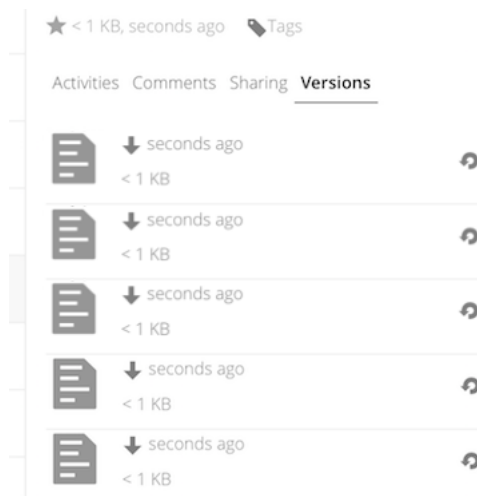 < 1 KB, seconds ago Tags
Activities Comments Sharing Versions
seconds ago
< 1 KB
seconds ago
< 1 KB
seconds ago
< 1 KB
seconds ago
< 1 KB
seconds ago
< 1 KB